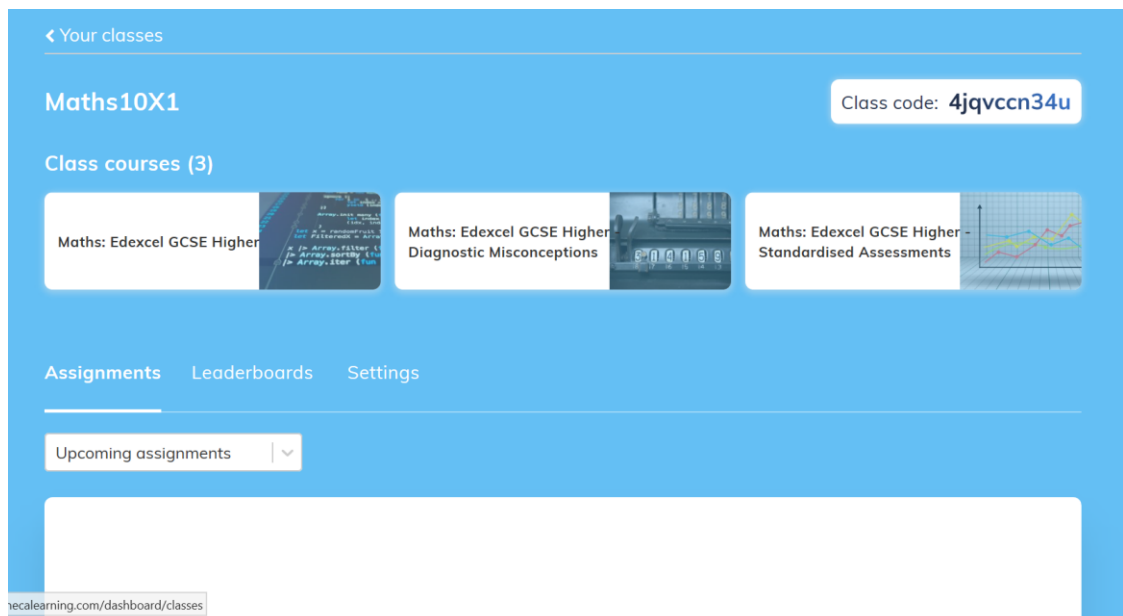 Your classes
Maths10X1
Class code: 4jqvccn34u
Class courses (3)
Maths: Edexcel GCSE Higher
Maths: Edexcel GCSE Higher
Diagnostic Misconceptions
Maths: Edexcel GCSE Higher -
Standardised Assessments
Assignments Leaderboards Settings
Upcoming assignments
necalearning.com/dashboard/classes